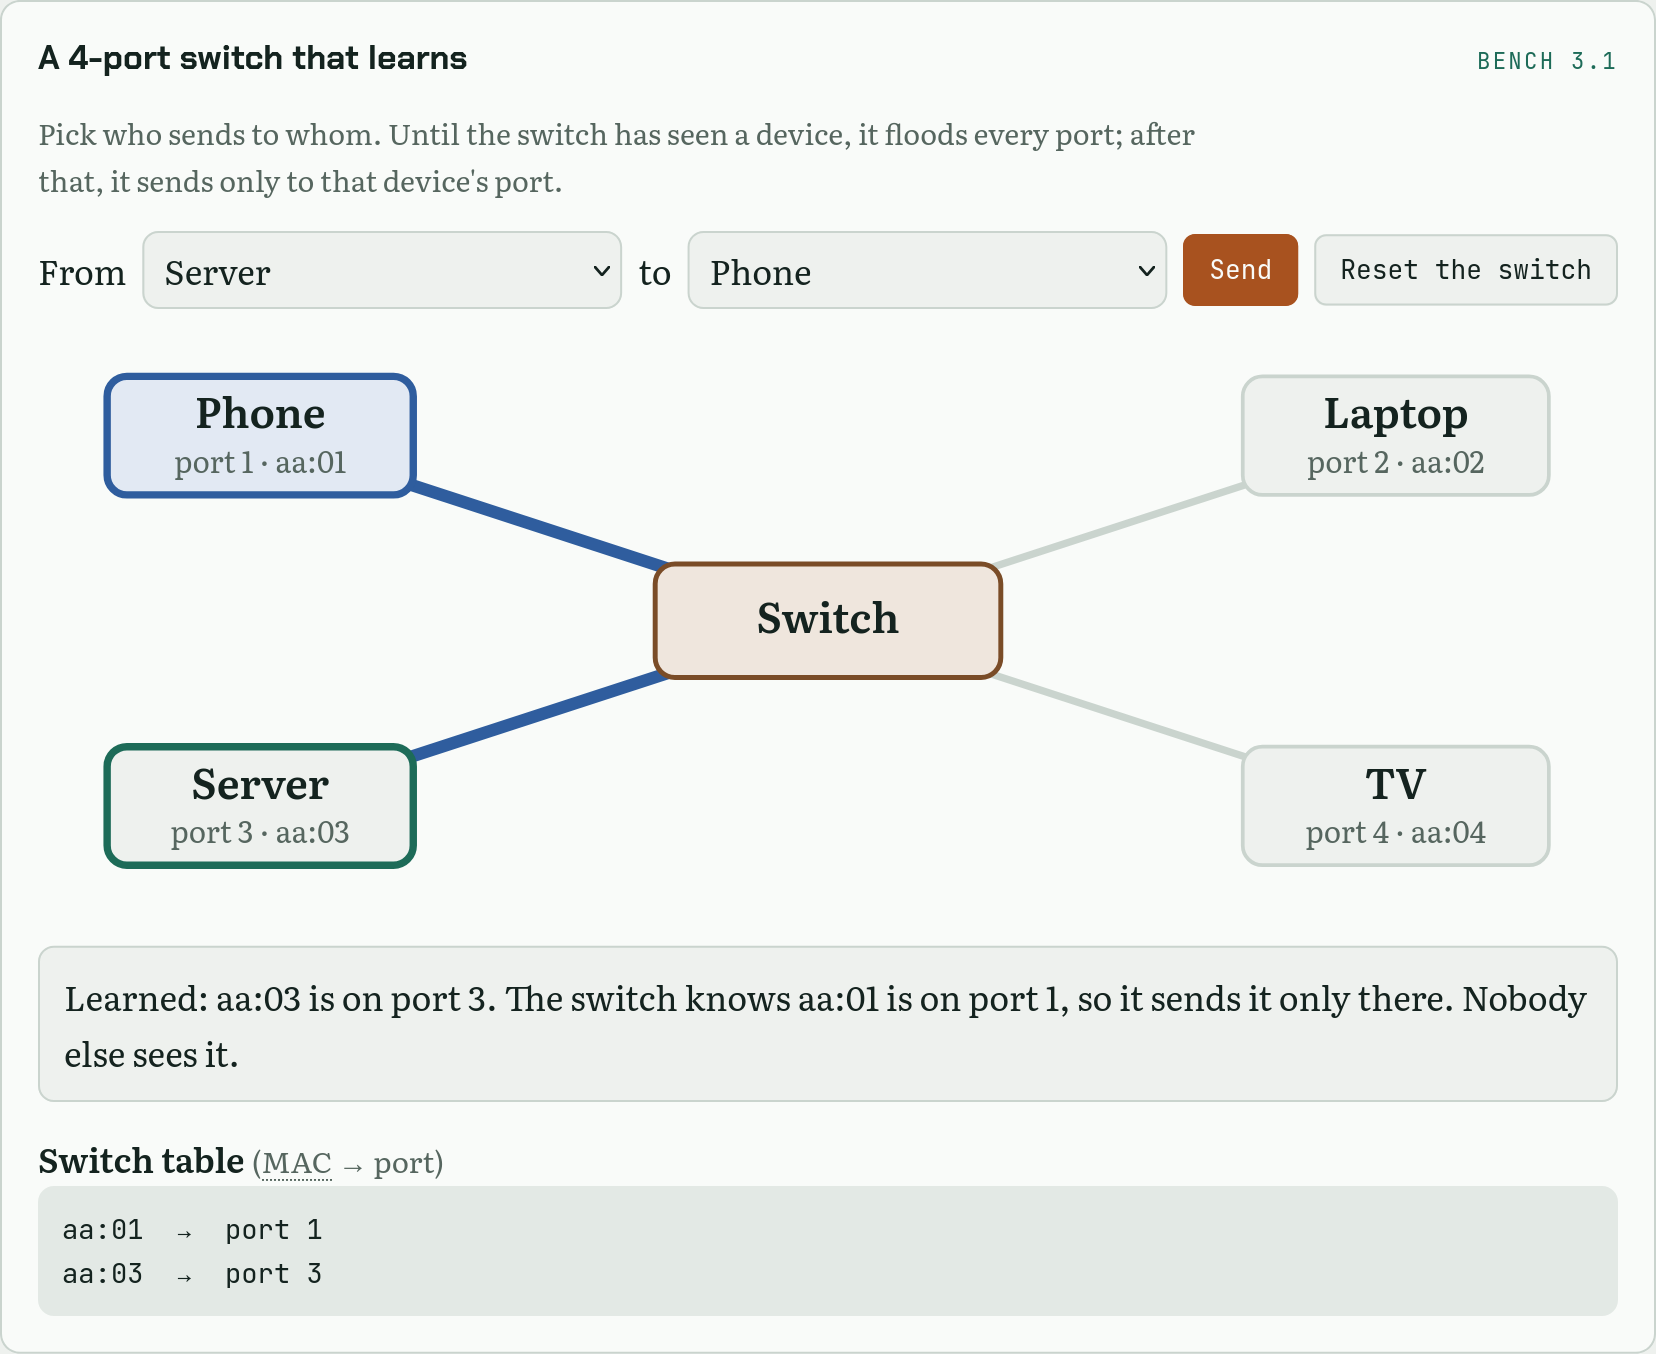 A 4-port switch that learns
BENCH 3.1
Pick who sends to whom. Until the switch has seen a device, it floods every port; after
that, it sends only to that device's port.
From Server to Phone Send Reset the switch
Phone
port 1 · aa:01
Laptop
port 2 · aa:02
Switch
Server
port 3 · aa:03
TV
port 4 · aa:04
Learned: aa:03 is on port 3. The switch knows aa:01 is on port 1, so it sends it only there. Nobody
else sees it.
Switch table (MAC → port)
aa:01 → port 1
aa:03 → port 3